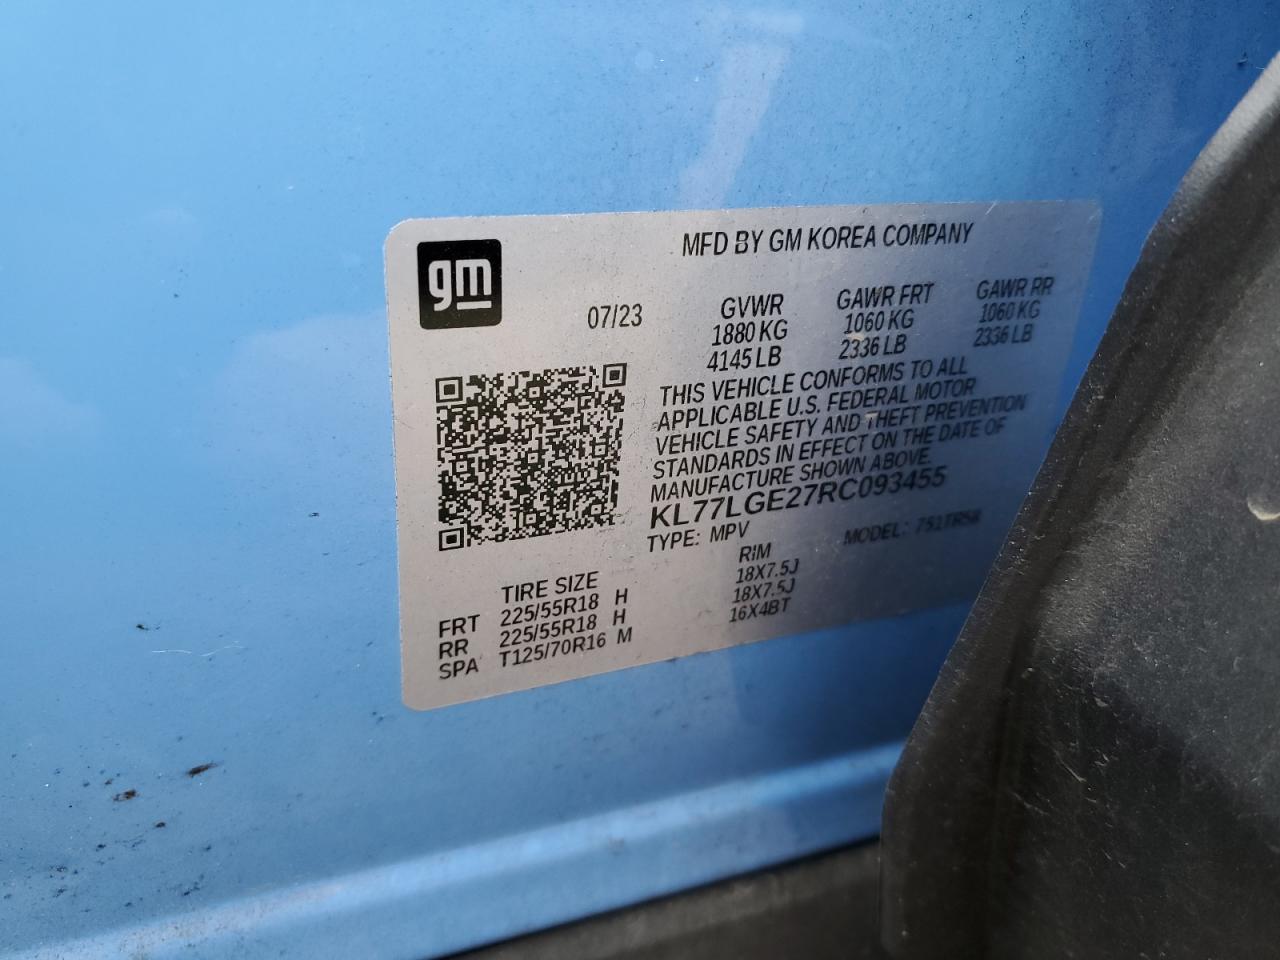 gm
MFD BY GM KOREA COMPANY
07/23 GVWR GAWR FRT GAWR RR
1880 KG 1060 KG 1060 KG
4145 LB 2336 LB 2336 LB
THIS VEHICLE CONFORMS TO ALL
APPLICABLE U.S. FEDERAL MOTOR
VEHICLE SAFETY AND THEFT PREVENTION
STANDARDS IN EFFECT ON THE DATE OF
MANUFACTURE SHOWN ABOVE
KL77LGE27RC093455
TYPE: MPV MODEL: 751TR58
TIRE SIZE RIM
FRT 225/55R18 H 18X7.5J
RR 225/55R18 H 18X7.5J
SPA T125/70R16 M 16X4BT